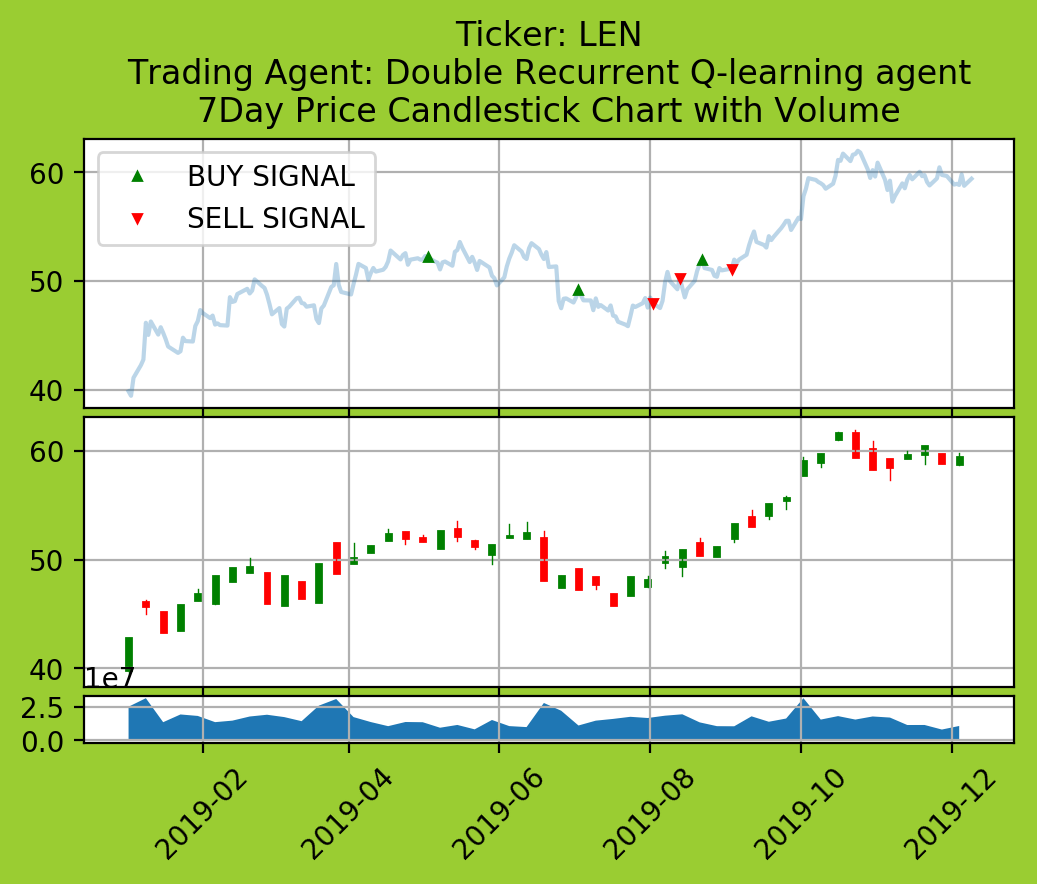 Ticker: LEN
Trading Agent: Double Recurrent Q-learning agent
7Day Price Candlestick Chart with Volume
BUY SIGNAL
SELL SIGNAL
60
50
40
60
50
40
1e7
2.5
0.0
2019-02
2019-04
2019-06
2019-08
2019-10
2019-12